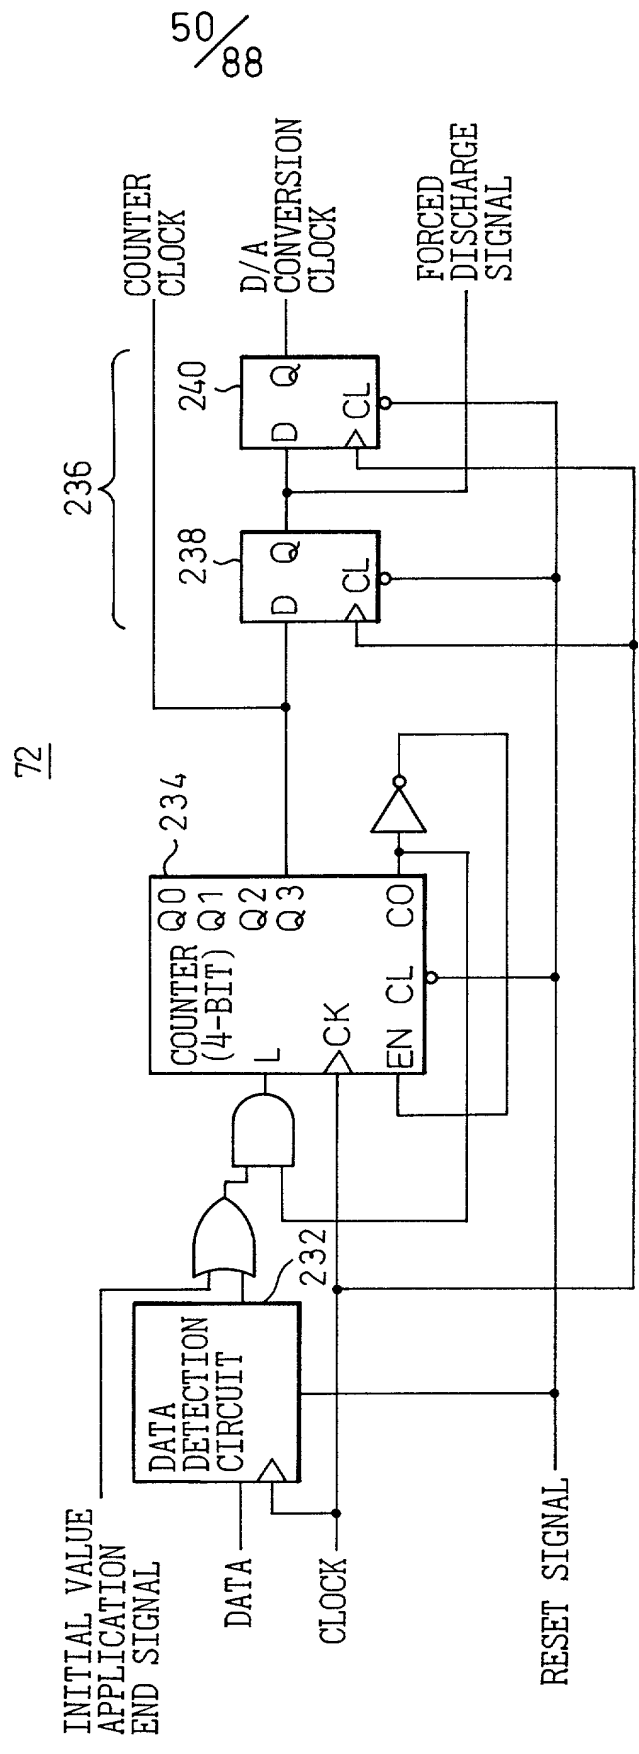 50/88
72
236
COUNTER
CLOCK
D/A
CONVERSION
CLOCK
FORCED
DISCHARGE
SIGNAL
240
D Q
CL
238
D Q
CL
234
COUNTER
(4-BIT)
Q0
Q1
Q2
Q3
L
CK
EN CL CO
232
DATA
DETECTION
CIRCUIT
INITIAL VALUE
APPLICATION
END SIGNAL
DATA
CLOCK
RESET SIGNAL